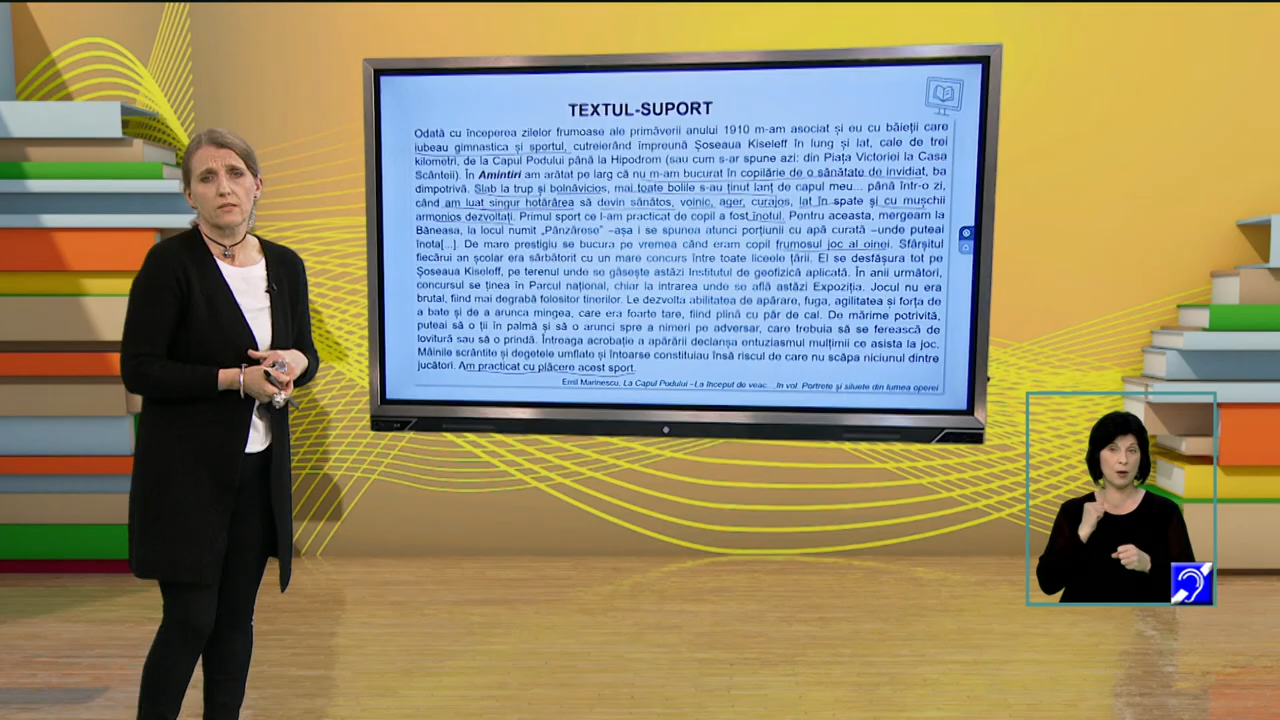 TEXTUL-SUPORT
Odată cu începerea zilelor frumoase ale primăverii anului 1910 m-am asociat și eu cu băieții care
iubeau gimnastica și sportul, cutreierând împreună Șoseaua Kiseleff în lung și lat, cale de trei
kilometri, de la Capul Podului până la Hipodrom (sau cum s-ar spune azi: din Piața Victoriei la Casa
Scânteii). În Amintiri am arătat pe larg că nu m-am bucurat în copilărie de o sănătate de invidiat, ba
dimpotrivă. Slab la trup și bolnăvicios, mai toate bolile s-au ținut lanț de capul meu... până într-o zi,
când am luat singur hotărârea să devin sănătos, voinic, ager, curajos, lat în spate și cu mușchii
armonios dezvoltați. Primul sport ce l-am practicat de copil a fost înotul. Pentru aceasta, mergeam la
Băneasa, la locul numit „Pânzărese” –așa i se spunea atunci porțiunii cu apă curată –unde puteai
înota[...]. De mare prestigiu se bucura pe vremea când eram copil frumosul joc al oinei. Sfârșitul
fiecărui an școlar era sărbătorit cu un mare concurs între toate liceele țării. El se desfășura tot pe
Șoseaua Kiseleff, pe terenul unde se găsește astăzi Institutul de geofizică aplicată. În anii următori,
concursul se ținea în Parcul național, chiar la intrarea unde se află astăzi Expoziția. Jocul nu era
brutal, fiind mai degrabă folositor tinerilor. Le dezvolta abilitatea de apărare, fuga, agilitatea și forța de
a bate și de a arunca mingea, care era foarte tare, fiind plină cu păr de cal. De mărime potrivită,
puteai să o ții în palmă și să o arunci spre a nimeri pe adversar, care trebuia să se ferească de
lovitură sau să o prindă. Întreaga acrobație a apărării declanșa entuziasmul mulțimii ce asista la joc.
Mâinile scrântite și degetele umflate și întoarse constituiau însă riscul de care nu scăpa niciunul dintre
jucători. Am practicat cu plăcere acest sport.
Emil Marinescu, La Capul Podului –La început de veac... în vol. Portrete și siluete din lumea operei